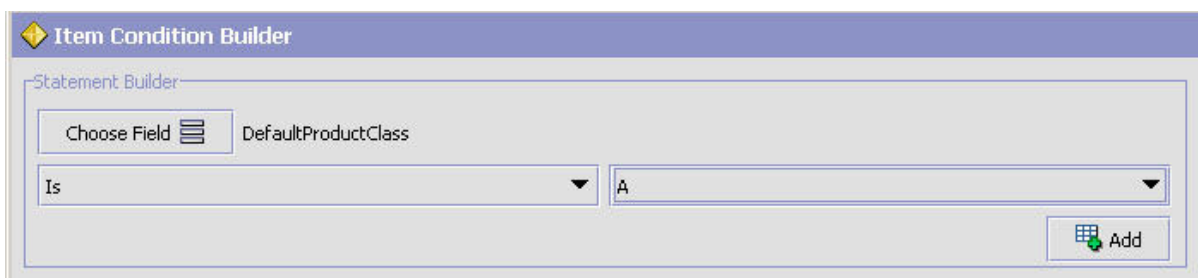 Item Condition Builder
Statement Builder
Choose Field DefaultProductClass
Is A
Add